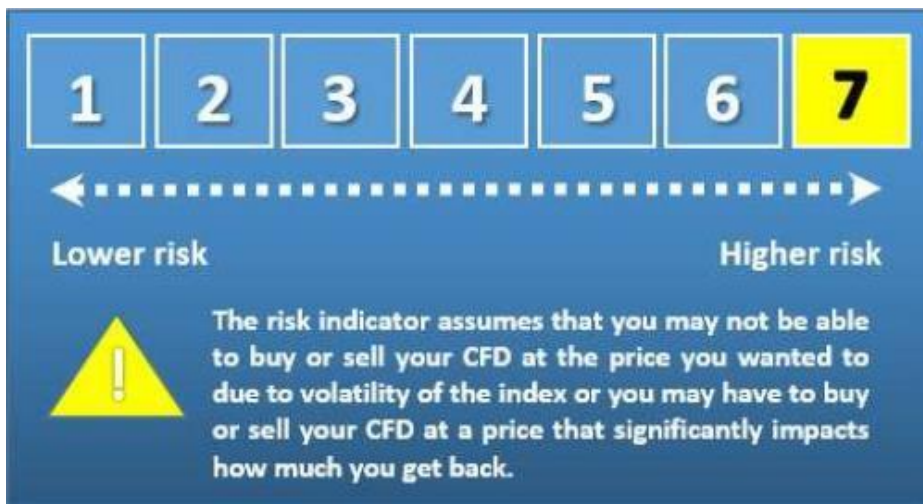 1 2 3 4 5 6 7
Lower risk Higher risk
The risk indicator assumes that you may not be able
to buy or sell your CFD at the price you wanted to
due to volatility of the index or you may have to buy
or sell your CFD at a price that significantly impacts
how much you get back.